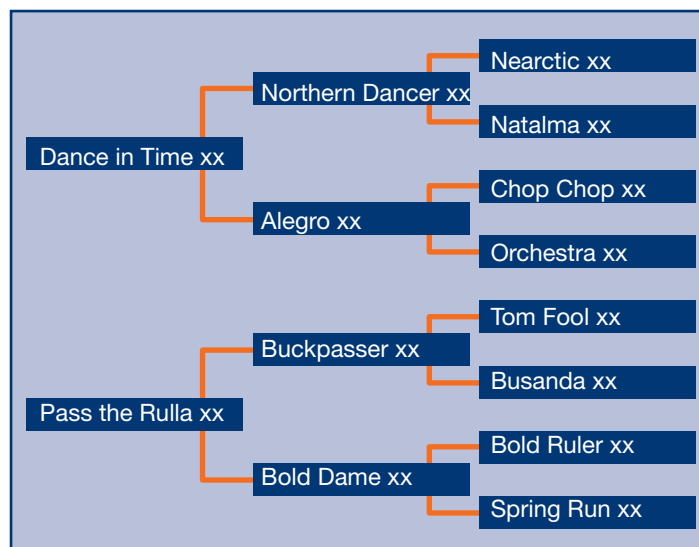 Nearctic xx
Northern Dancer xx
Natalma xx
Dance in Time xx
Chop Chop xx
Alegro xx
Orchestra xx
Tom Fool xx
Buckpasser xx
Busanda xx
Pass the Rulla xx
Bold Ruler xx
Bold Dame xx
Spring Run xx